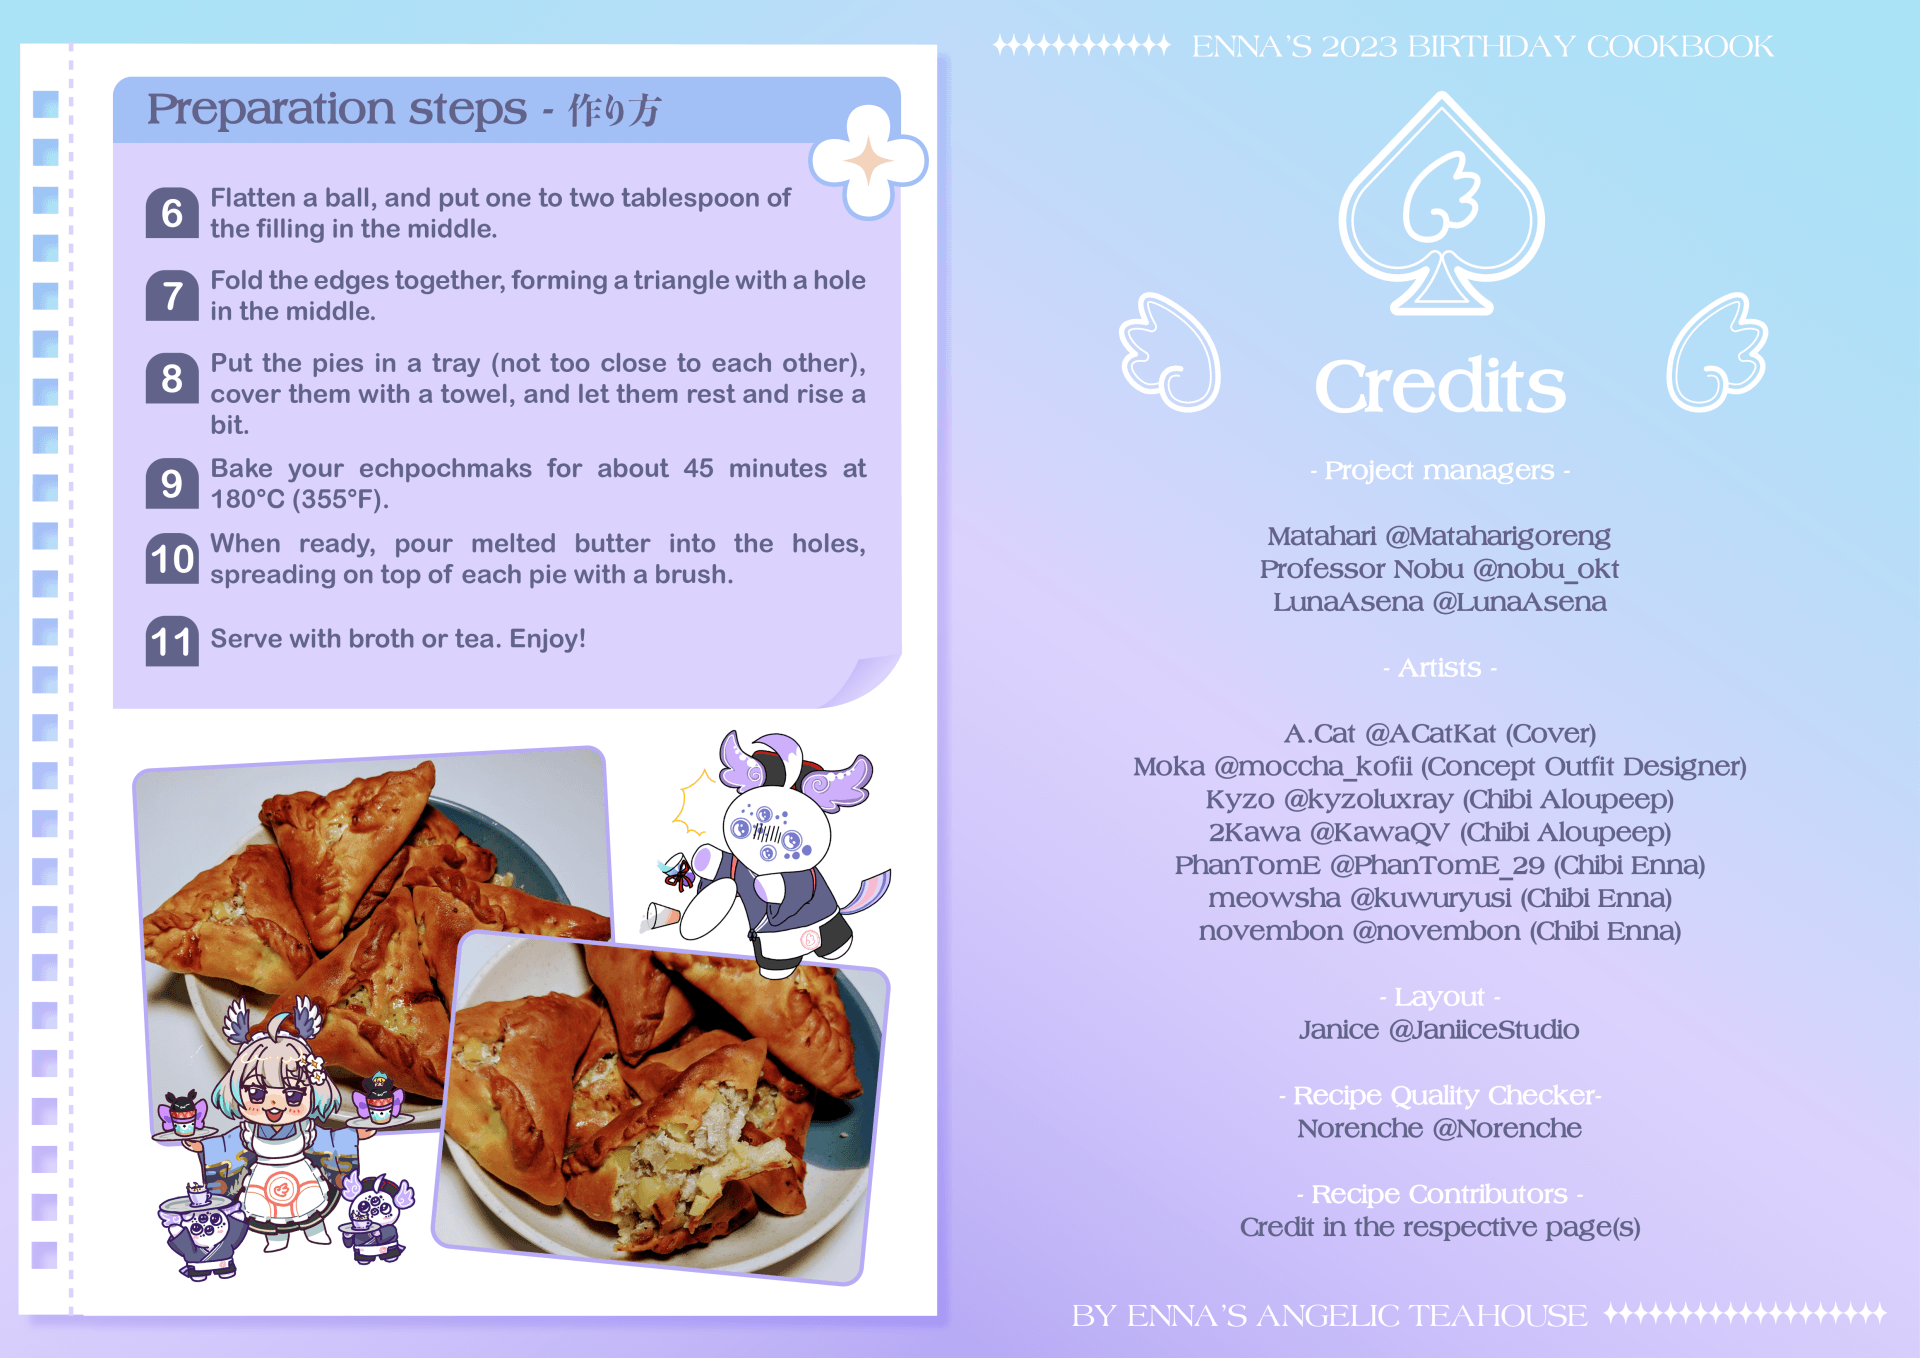 Preparation steps - 作り方
6
Flatten a ball, and put one to two tablespoon of
the filling in the middle.
7
Fold the edges together, forming a triangle with a hole
in the middle.
8
Put the pies in a tray (not too close to each other),
cover them with a towel, and let them rest and rise a
bit.
9
Bake your echpochmaks for about 45 minutes at
180°C (355°F).
10
When ready, pour melted butter into the holes,
spreading on top of each pie with a brush.
11
Serve with broth or tea. Enjoy!
ENNA'S 2023 BIRTHDAY COOKBOOK
Credits
- Project managers -
Matahari @Mataharigoreng
Professor Nobu @nobu_okt
LunaAsena @LunaAsena
- Artists -
A.Cat @ACatKat (Cover)
Moka @moccha_kofii (Concept Outfit Designer)
Kyzo @kyzoluxray (Chibi Aloupeep)
2Kawa @KawaQV (Chibi Aloupeep)
PhanTomE @PhanTomE_29 (Chibi Enna)
meowsha @kuwuryusi (Chibi Enna)
novembon @novembon (Chibi Enna)
- Layout -
Janice @JaniiceStudio
- Recipe Quality Checker-
Norenche @Norenche
- Recipe Contributors -
Credit in the respective page(s)
BY ENNA'S ANGELIC TEAHOUSE